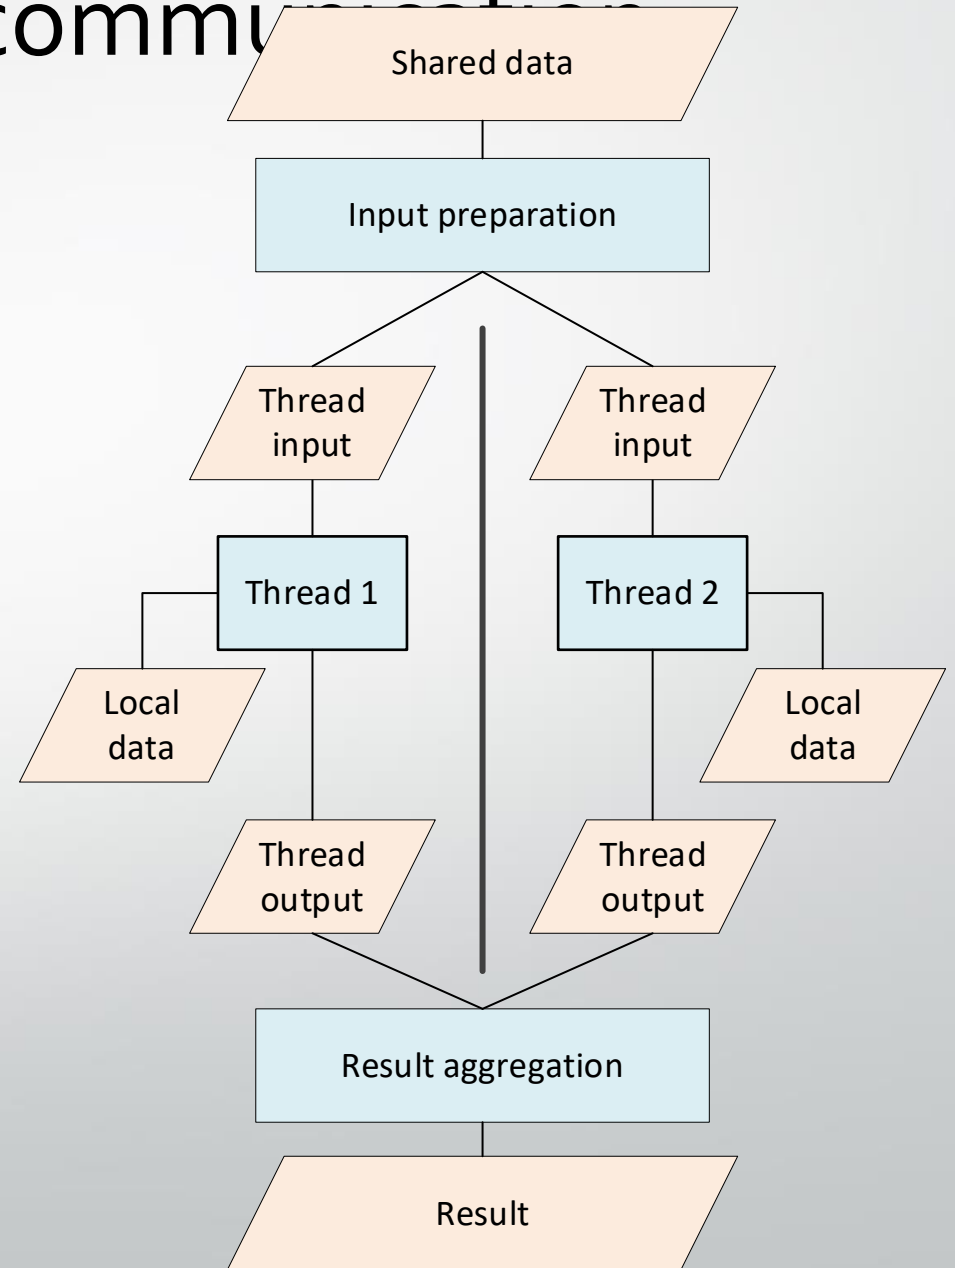 communication
Shared data
Input preparation
Thread
input
Thread
input
Thread 1
Thread 2
Local
data
Local
data
Thread
output
Thread
output
Result aggregation
Result